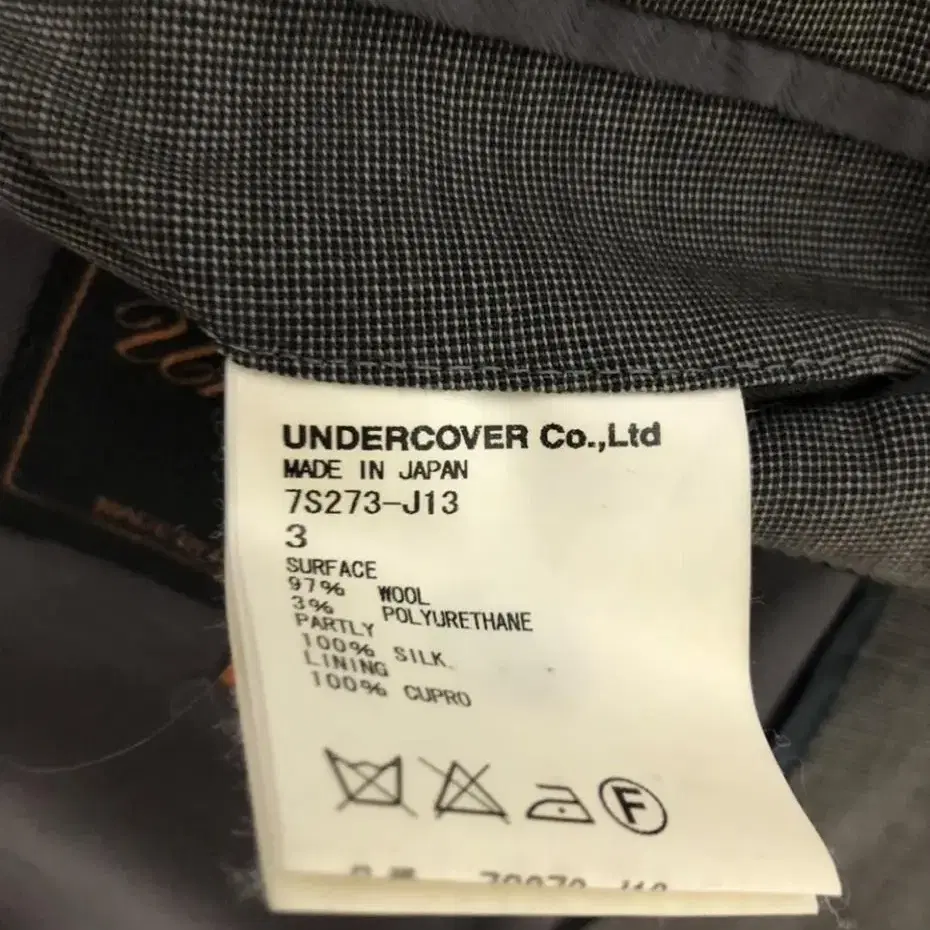 UNDERCOVER Co.,Ltd
MADE IN JAPAN
7S273-J13
3
SURFACE
97% WOOL
3% POLYURETHANE
PARTLY
100% SILK
LINING
100% CUPRO
F